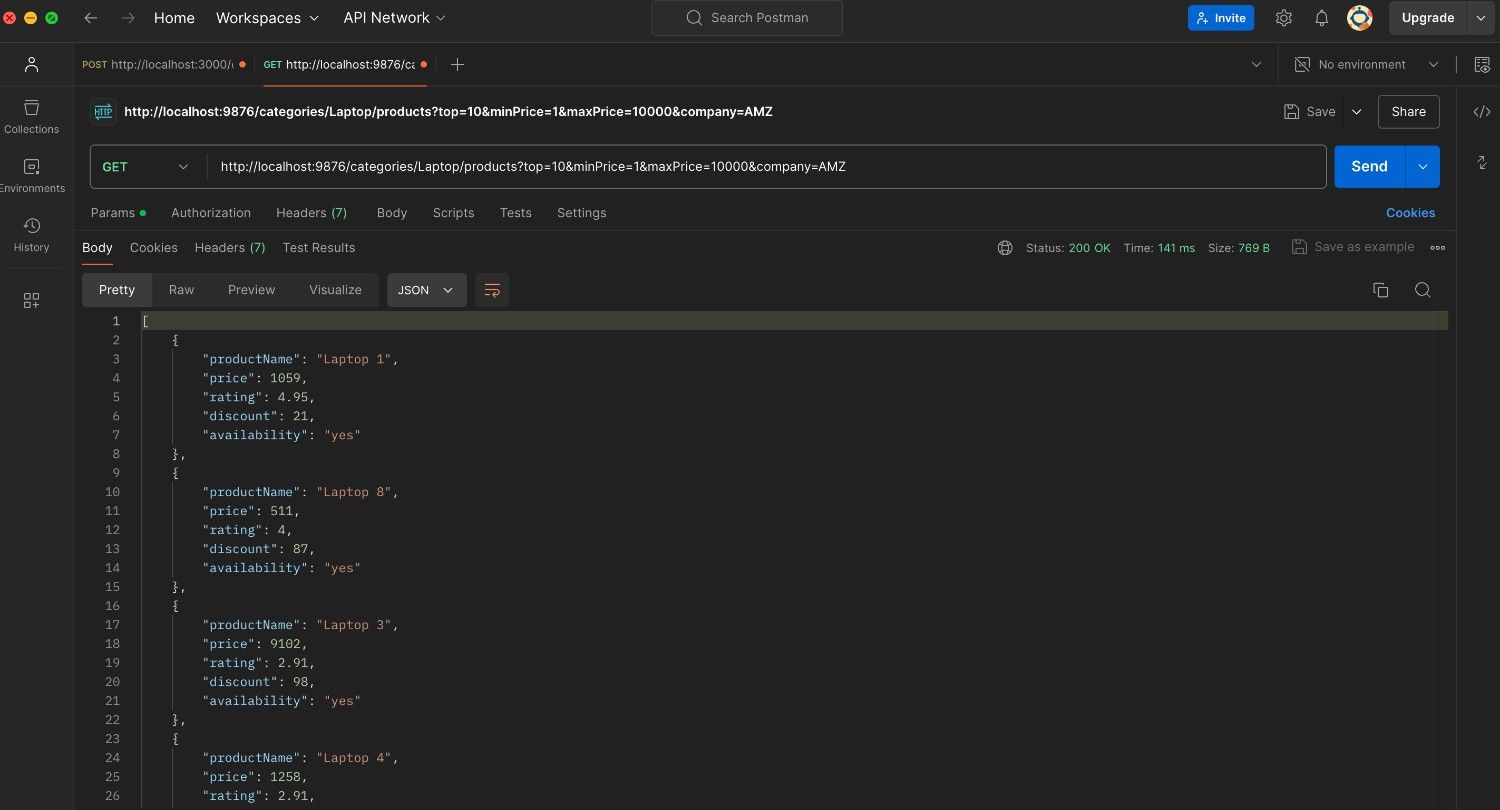 Home Workspaces API Network Search Postman Invite Upgrade
POST http://localhost:3000/ GET http://localhost:9876/ca No environment
Collections
Environments
History
HTTP http://localhost:9876/categories/Laptop/products?top=10&minPrice=1&maxPrice=10000&company=AMZ Save Share
GET http://localhost:9876/categories/Laptop/products?top=10&minPrice=1&maxPrice=10000&company=AMZ Send
Params Authorization Headers (7) Body Scripts Tests Settings Cookies
Body Cookies Headers (7) Test Results Status: 200 OK Time: 141 ms Size: 769 B Save as example
Pretty Raw Preview Visualize JSON
1 [
2 {
3 "productName": "Laptop 1",
4 "price": 1059,
5 "rating": 4.95,
6 "discount": 21,
7 "availability": "yes"
8 },
9 {
10 "productName": "Laptop 8",
11 "price": 511,
12 "rating": 4,
13 "discount": 87,
14 "availability": "yes"
15 },
16 {
17 "productName": "Laptop 3",
18 "price": 9102,
19 "rating": 2.91,
20 "discount": 98,
21 "availability": "yes"
22 },
23 {
24 "productName": "Laptop 4",
25 "price": 1258,
26 "rating": 2.91,